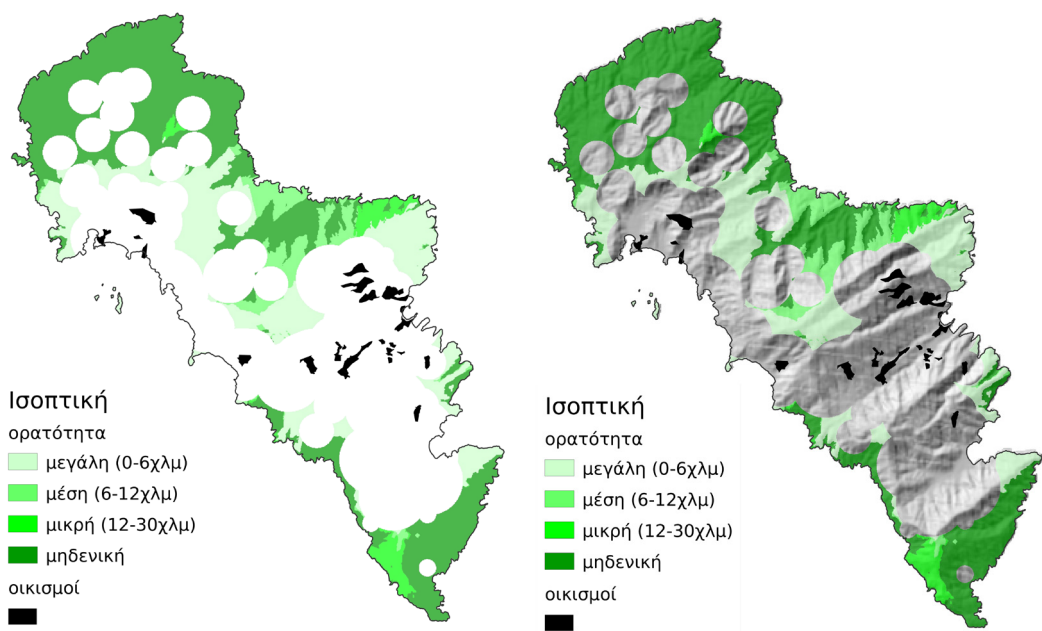 Ισοπτική
ορατότητα
μεγάλη (0-6χλμ)
μέση (6-12χλμ)
μικρή (12-30χλμ)
μηδενική
οικισμοί
Ισοπτική
ορατότητα
μεγάλη (0-6χλμ)
μέση (6-12χλμ)
μικρή (12-30χλμ)
μηδενική
οικισμοί